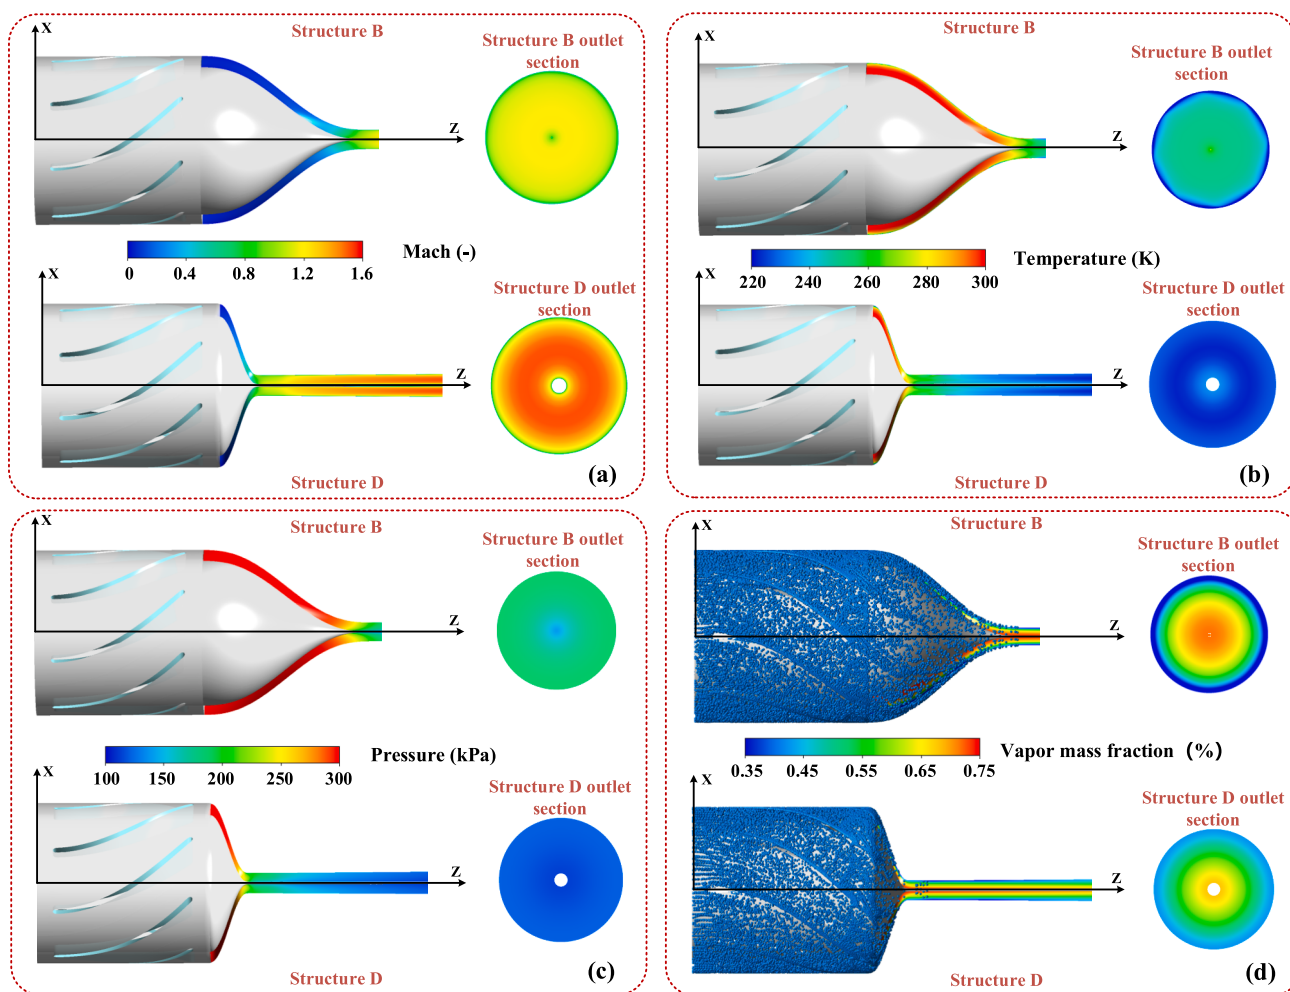 X
Structure B
Structure B outlet
section
Z
Mach (-)
0 0.4 0.8 1.2 1.6
X
Structure D outlet
section
Z
Structure D
(a)
X
Structure B
Structure B outlet
section
Z
Temperature (K)
220 240 260 280 300
X
Structure D outlet
section
Z
Structure D
(b)
X
Structure B
Structure B outlet
section
Z
Pressure (kPa)
100 150 200 250 300
X
Structure D outlet
section
Z
Structure D
(c)
X
Structure B
Structure B outlet
section
Z
Vapor mass fraction (%)
0.35 0.45 0.55 0.65 0.75
X
Structure D outlet
section
Z
Structure D
(d)